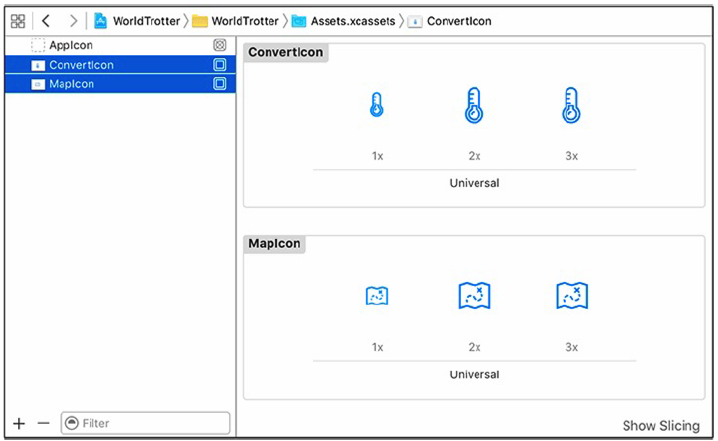 WorldTrotter WorldTrotter Assets.xcassets ConvertIcon
AppIcon
ConvertIcon
MapIcon
ConvertIcon
1x 2x 3x
Universal
MapIcon
1x 2x 3x
Universal
Filter
Show Slicing